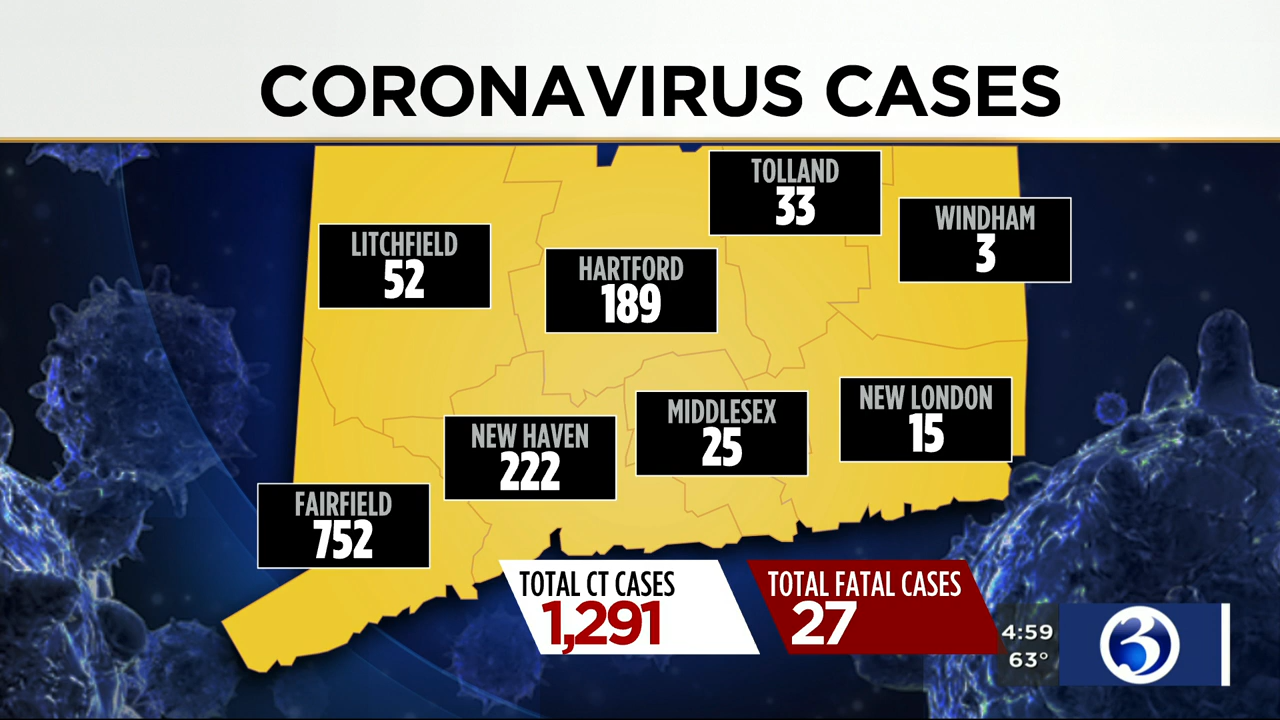 CORONAVIRUS CASES
TOLLAND
33
WINDHAM
3
LITCHFIELD
52
HARTFORD
189
NEW LONDON
15
MIDDLESEX
25
NEW HAVEN
222
FAIRFIELD
752
TOTAL CT CASES
1,291
TOTAL FATAL CASES
27
4:59
63°
3